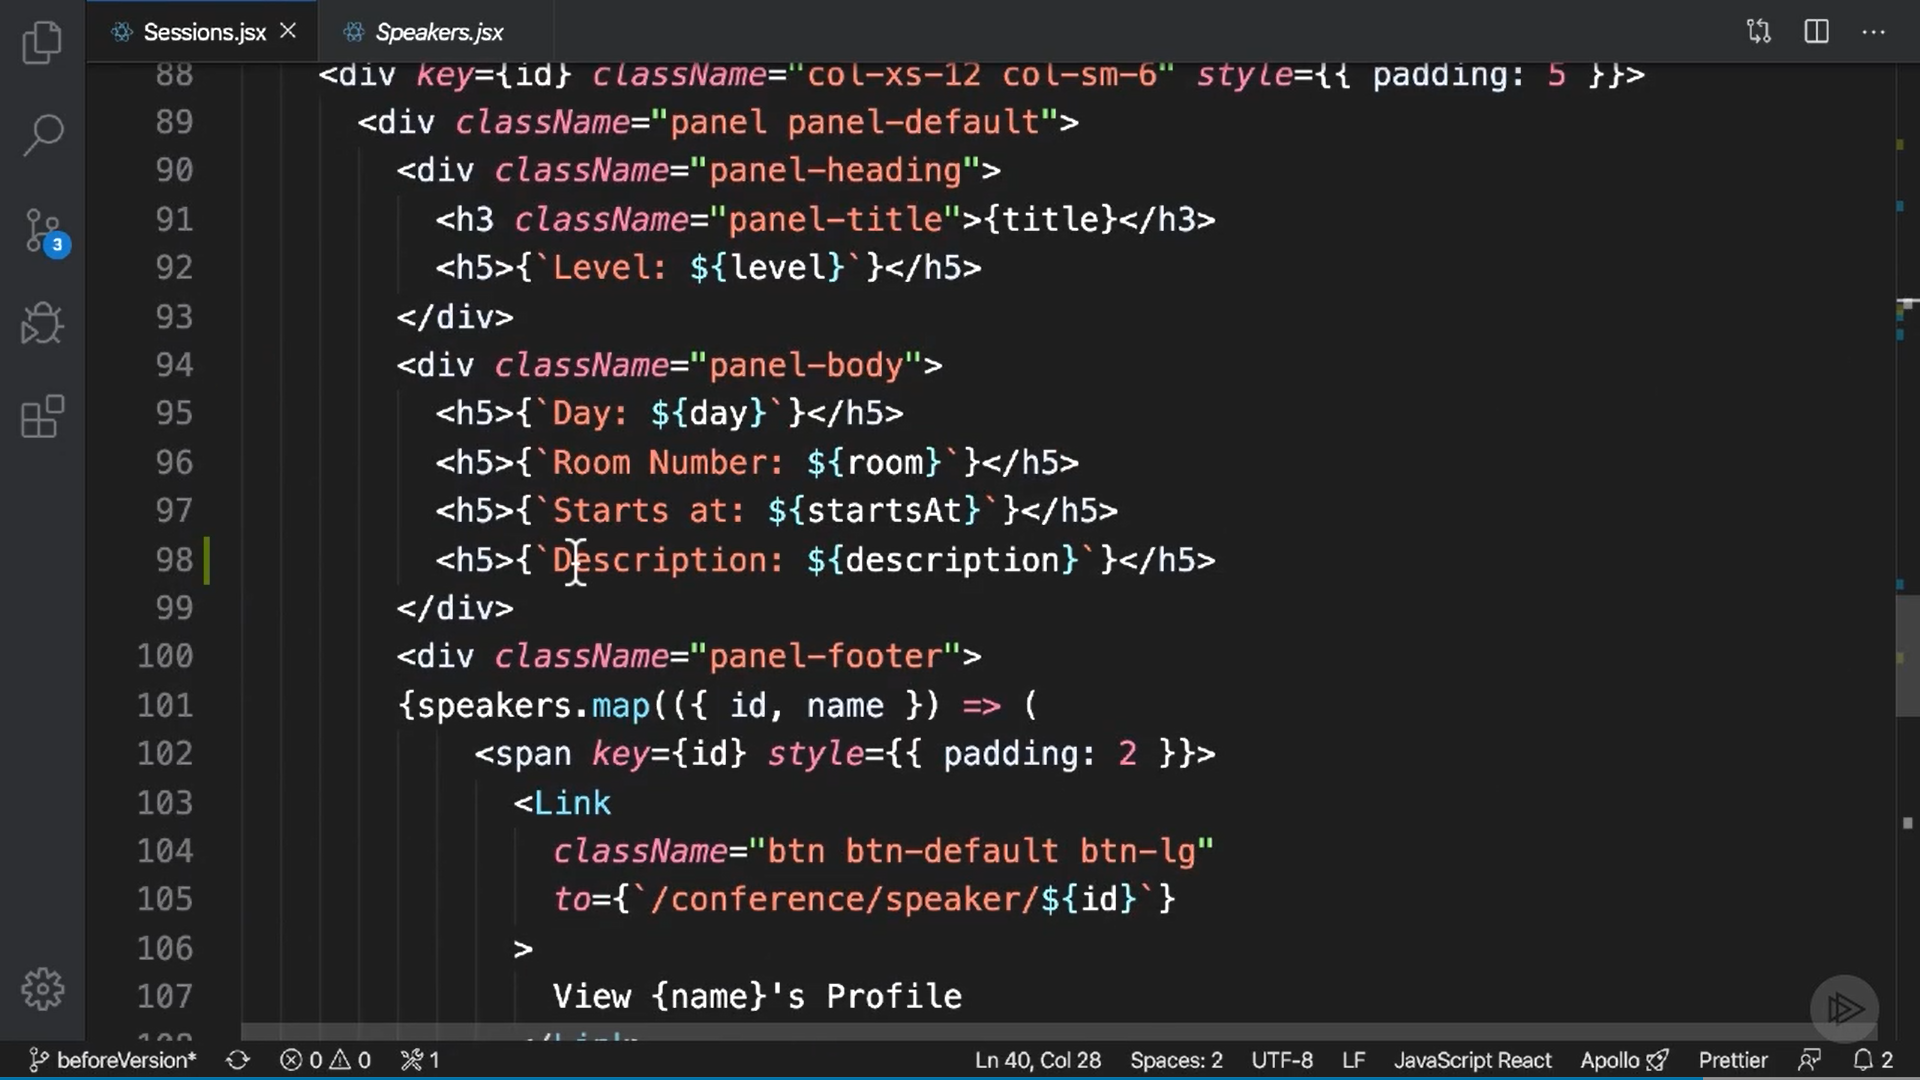 Sessions.jsx
Speakers.jsx
88 <div key={id} className="col-xs-12 col-sm-6" style={{ padding: 5 }}>
89 <div className="panel panel-default">
90 <div className="panel-heading">
91 <h3 className="panel-title">{title}</h3>
92 <h5>{`Level: ${level}`}</h5>
93 </div>
94 <div className="panel-body">
95 <h5>{`Day: ${day}`}</h5>
96 <h5>{`Room Number: ${room}`}</h5>
97 <h5>{`Starts at: ${startsAt}`}</h5>
98 <h5>{`Description: ${description}`}</h5>
99 </div>
100 <div className="panel-footer">
101 {speakers.map(({ id, name }) => (
102 <span key={id} style={{ padding: 2 }}>
103 <Link
104 className="btn btn-default btn-lg"
105 to={`/conference/speaker/${id}`}
106 >
107 View {name}'s Profile
3
beforeVersion* 0 0 1 Ln 40, Col 28 Spaces: 2 UTF-8 LF JavaScript React Apollo Prettier 2